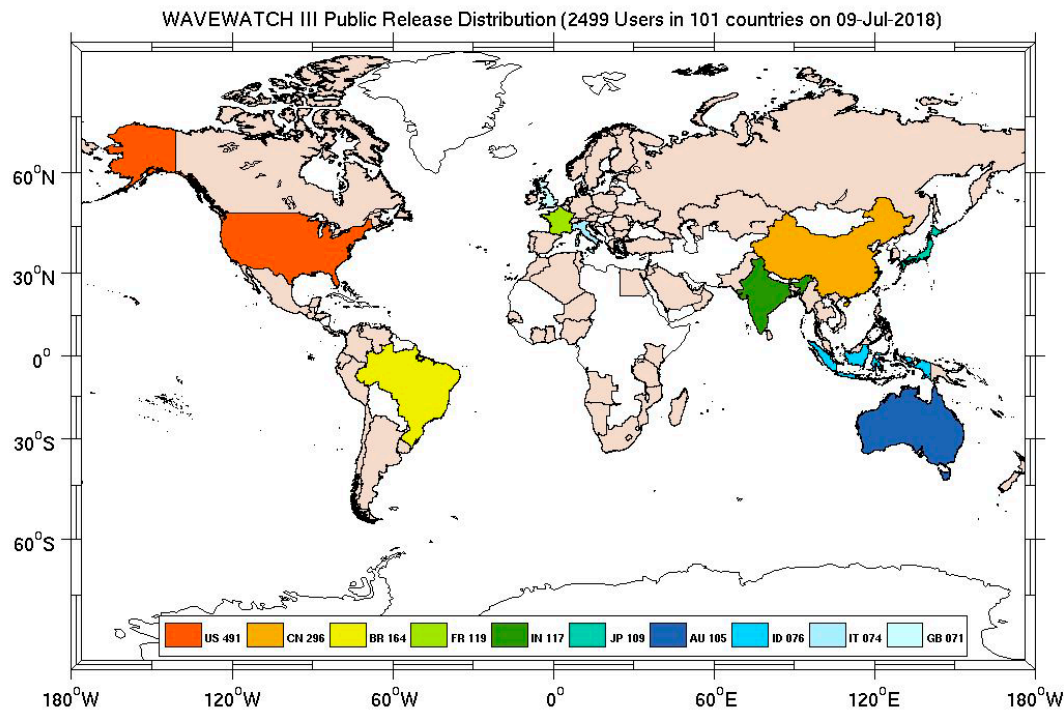 WAVEWATCH III Public Release Distribution (2499 Users in 101 countries on 09-Jul-2018)
60°N
30°N
0°
30°S
60°S
US 491 CN 296 BR 164 FR 119 IN 117 JP 109 AU 105 ID 076 IT 074 GB 071
180°W 120°W 60°W 0° 60°E 120°E 180°W